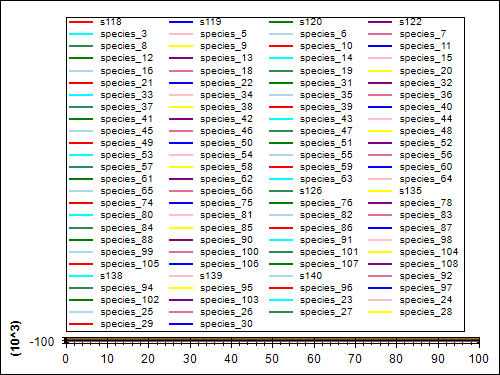 s118 s119 s120 s122
species_3 species_5 species_6 species_7
species_8 species_9 species_10 species_11
species_12 species_13 species_14 species_15
species_16 species_18 species_19 species_20
species_21 species_22 species_31 species_32
species_33 species_34 species_35 species_36
species_37 species_38 species_39 species_40
species_41 species_42 species_43 species_44
species_45 species_46 species_47 species_48
species_49 species_50 species_51 species_52
species_53 species_54 species_55 species_56
species_57 species_58 species_59 species_60
species_61 species_62 species_63 species_64
species_65 species_66 s126 s135
species_74 species_75 species_76 species_78
species_80 species_81 species_82 species_83
species_84 species_85 species_86 species_87
species_88 species_90 species_91 species_98
species_99 species_100 species_101 species_104
species_105 species_106 species_107 species_108
s138 s139 s140 species_92
species_94 species_95 species_96 species_97
species_102 species_103 species_23 species_24
species_25 species_26 species_27 species_28
species_29 species_30
(10^3)
-100
0 10 20 30 40 50 60 70 80 90 100